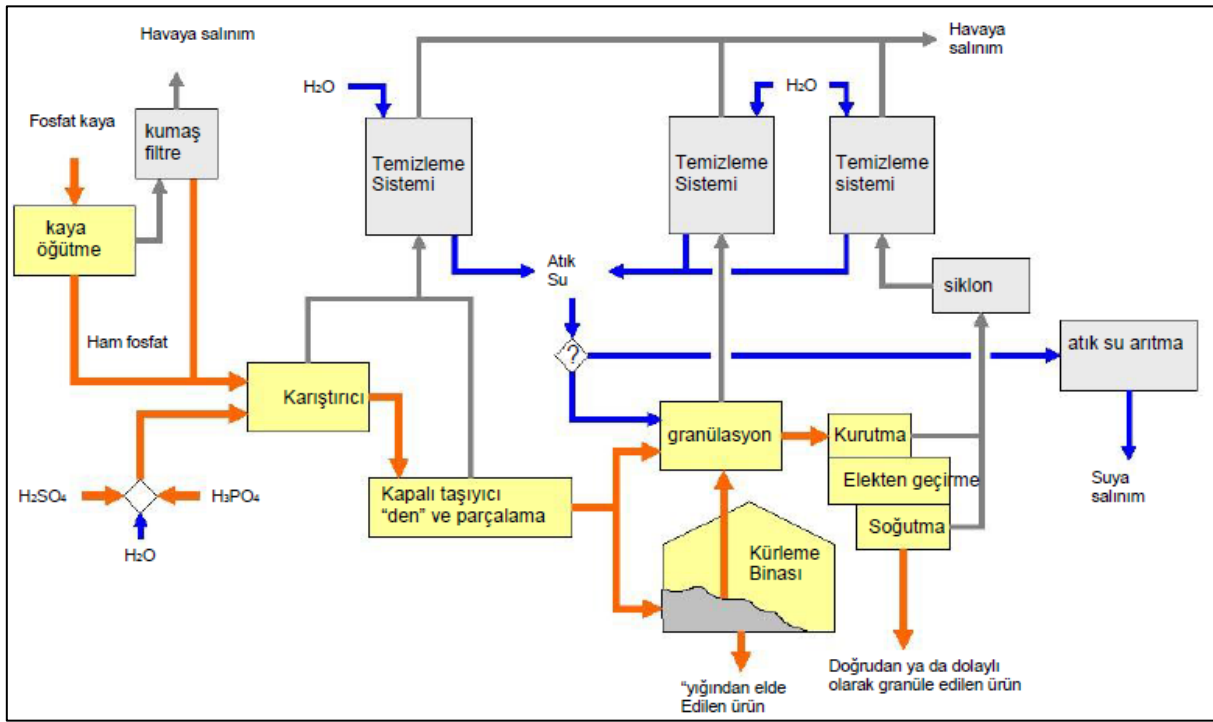 Havaya salınım
Havaya
salınım
H₂O
H₂O
Fosfat kaya
kumaş
filtre
Temizleme
Sistemi
Temizleme
Sistemi
Temizleme
sistemi
kaya
öğütme
Atık
Su
siklon
Ham fosfat
?
atık su arıtma
Karıştırıcı
granülasyon
Kurutma
Elekten geçirme
Soğutma
H₂SO₄
H₃PO₄
H₂O
Kapalı taşıyıcı
“den” ve parçalama
Suya
salınım
Kürleme
Binası
“yığından elde
Edilen ürün
Doğrudan ya da dolaylı
olarak granüle edilen ürün